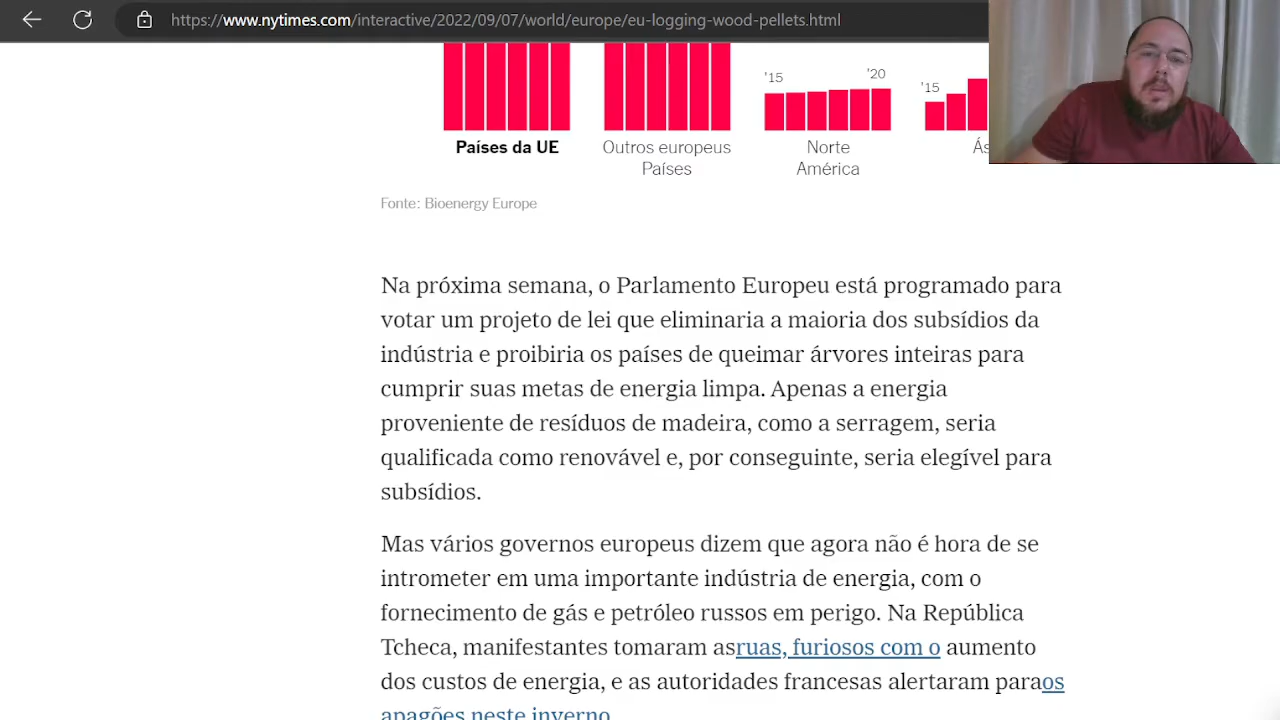 https://www.nytimes.com/interactive/2022/09/07/world/europe/eu-logging-wood-pellets.html
'15 '20
'15
Países da UE
Outros europeus
Países
Norte
América
Ás
Fonte: Bioenergy Europe
Na próxima semana, o Parlamento Europeu está programado para
votar um projeto de lei que eliminaria a maioria dos subsídios da
indústria e proibiria os países de queimar árvores inteiras para
cumprir suas metas de energia limpa. Apenas a energia
proveniente de resíduos de madeira, como a serragem, seria
qualificada como renovável e, por conseguinte, seria elegível para
subsídios.
Mas vários governos europeus dizem que agora não é hora de se
intrometer em uma importante indústria de energia, com o
fornecimento de gás e petróleo russos em perigo. Na República
Tcheca, manifestantes tomaram asruas, furiosos com o aumento
dos custos de energia, e as autoridades francesas alertaram paraos
apagões neste inverno